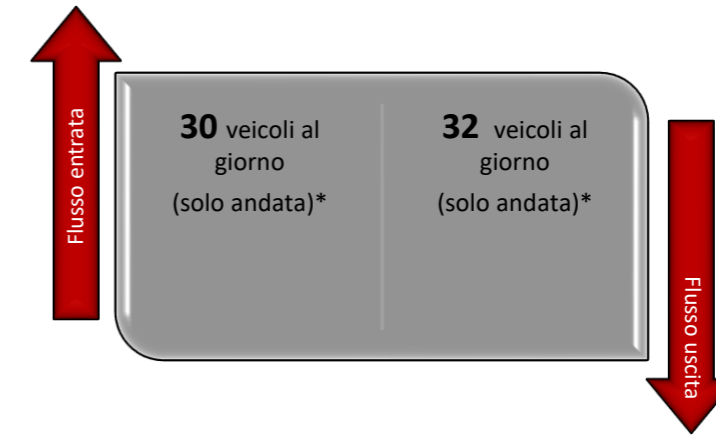 Flusso entrata
30 veicoli al
giorno
(solo andata)*
32 veicoli al
giorno
(solo andata)*
Flusso uscita